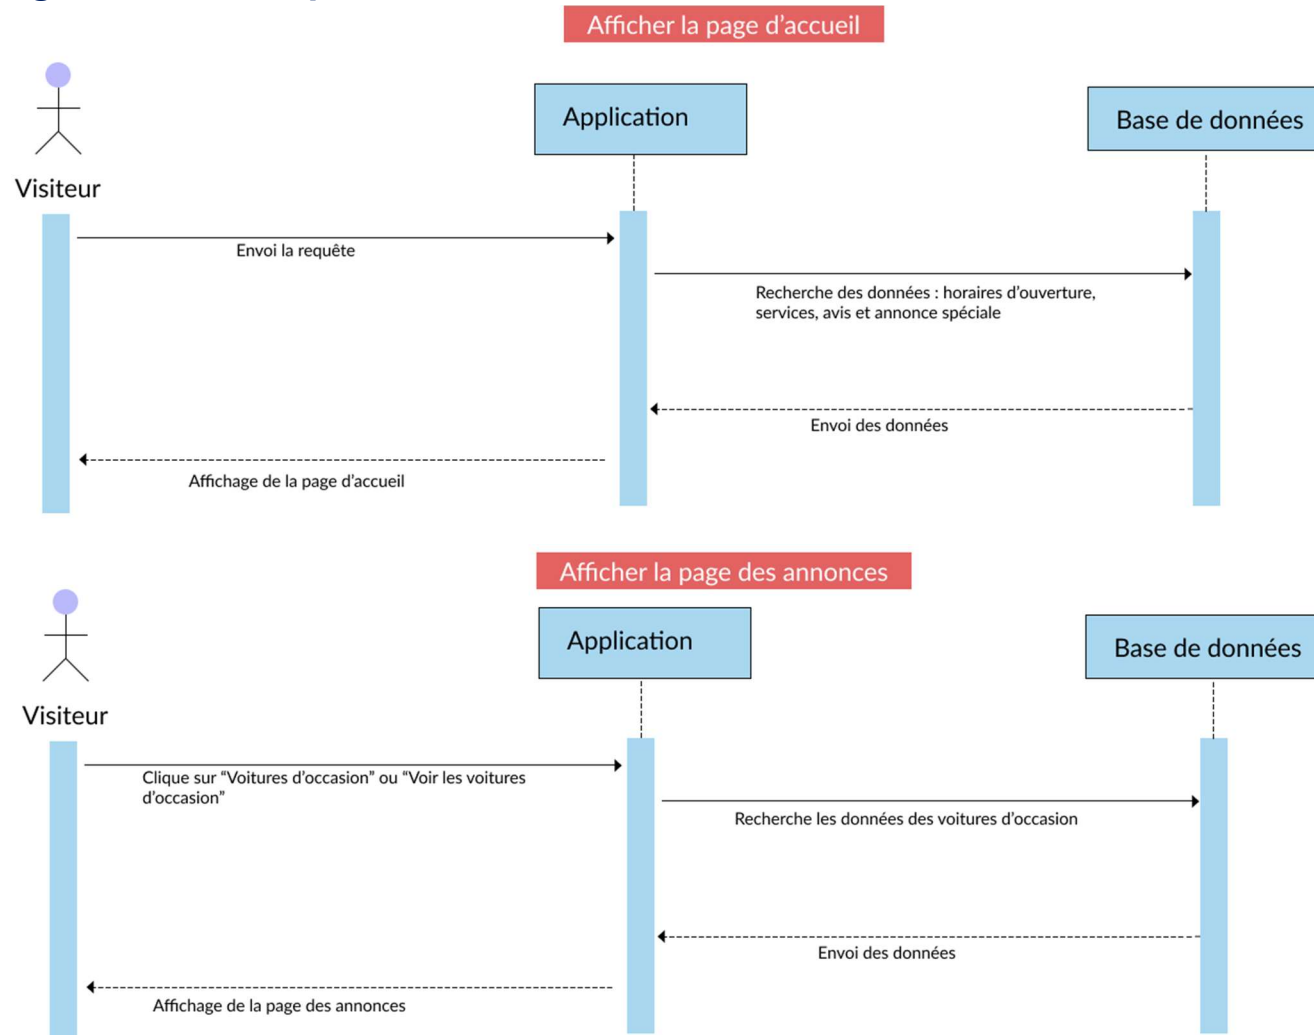 Afficher la page d’accueil
Application
Base de données
Visiteur
Envoi la requête
Recherche des données : horaires d’ouverture,
services, avis et annonce spéciale
Envoi des données
Affichage de la page d’accueil
Afficher la page des annonces
Application
Base de données
Visiteur
Clique sur “Voitures d’occasion” ou “Voir les voitures
d’occasion”
Recherche les données des voitures d’occasion
Envoi des données
Affichage de la page des annonces